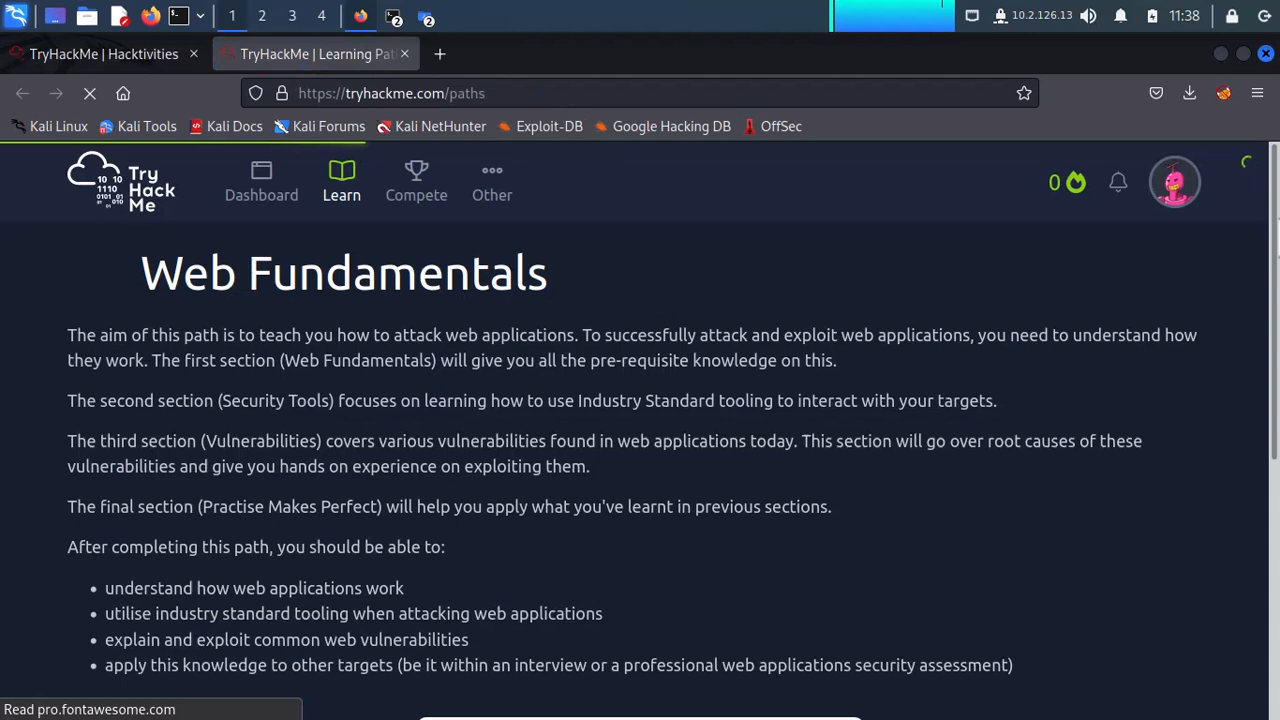 1 2 3 4 2 2 10.2.126.13 11:38
TryHackMe | Hacktivities TryHackMe | Learning Pat
https://tryhackme.com/paths
Kali Linux Kali Tools Kali Docs Kali Forums Kali NetHunter Exploit-DB Google Hacking DB OffSec
Try
Hack
Me
Dashboard Learn Compete Other 0
Web Fundamentals
The aim of this path is to teach you how to attack web applications. To successfully attack and exploit web applications, you need to understand how
they work. The first section (Web Fundamentals) will give you all the pre-requisite knowledge on this.
The second section (Security Tools) focuses on learning how to use Industry Standard tooling to interact with your targets.
The third section (Vulnerabilities) covers various vulnerabilities found in web applications today. This section will go over root causes of these
vulnerabilities and give you hands on experience on exploiting them.
The final section (Practise Makes Perfect) will help you apply what you've learnt in previous sections.
After completing this path, you should be able to:
• understand how web applications work
• utilise industry standard tooling when attacking web applications
• explain and exploit common web vulnerabilities
• apply this knowledge to other targets (be it within an interview or a professional web applications security assessment)
Read pro.fontawesome.com